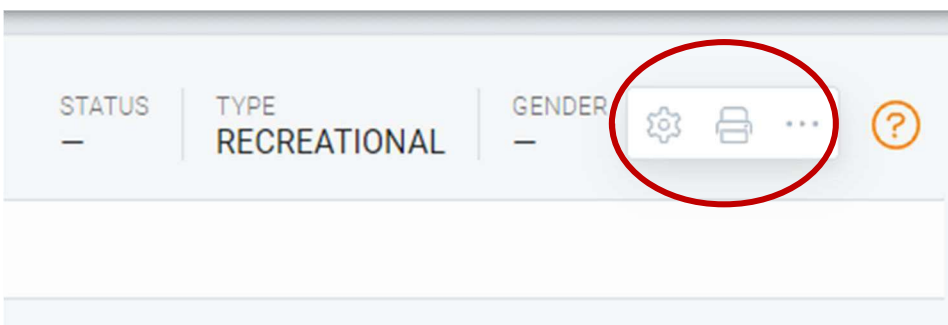 STATUS TYPE GENDER
– RECREATIONAL –
?